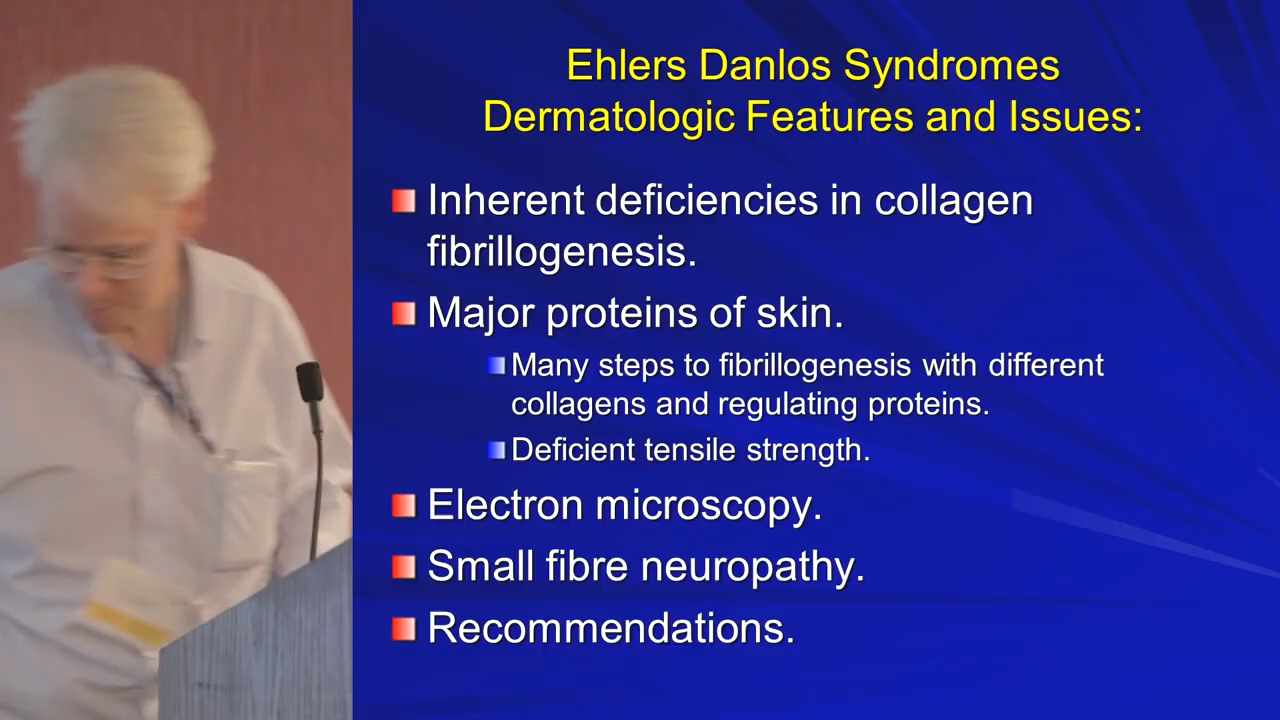 Ehlers Danlos Syndromes
Dermatologic Features and Issues:
Inherent deficiencies in collagen
fibrillogenesis.
Major proteins of skin.
Many steps to fibrillogenesis with different
collagens and regulating proteins.
Deficient tensile strength.
Electron microscopy.
Small fibre neuropathy.
Recommendations.